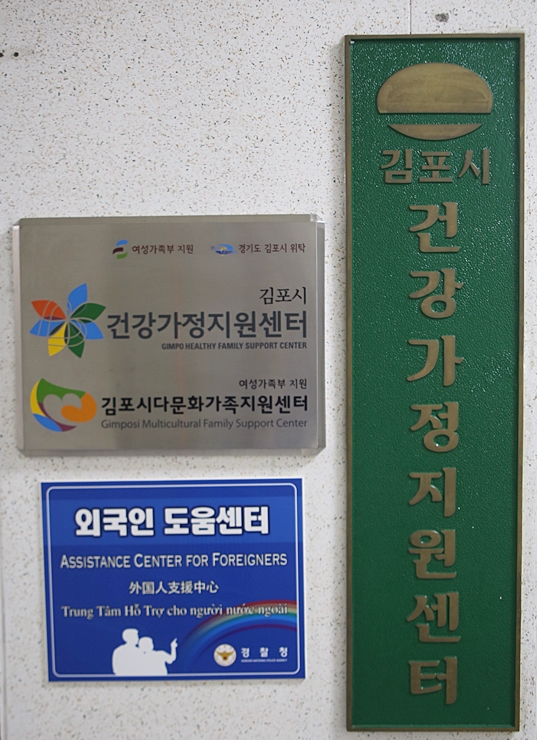 여성가족부 지원 경기도 김포시 위탁
김포시
건강가정지원센터
GIMPO HEALTHY FAMILY SUPPORT CENTER
여성가족부 지원
김포시다문화가족지원센터
Gimposi Multicultural Family Support Center
외국인 도움센터
ASSISTANCE CENTER FOR FOREIGNERS
外国人支援中心
Trung Tâm Hỗ Trợ cho người nước ngoài
경찰청
KOREAN NATIONAL POLICE AGENCY
김포시
건강가정지원센터